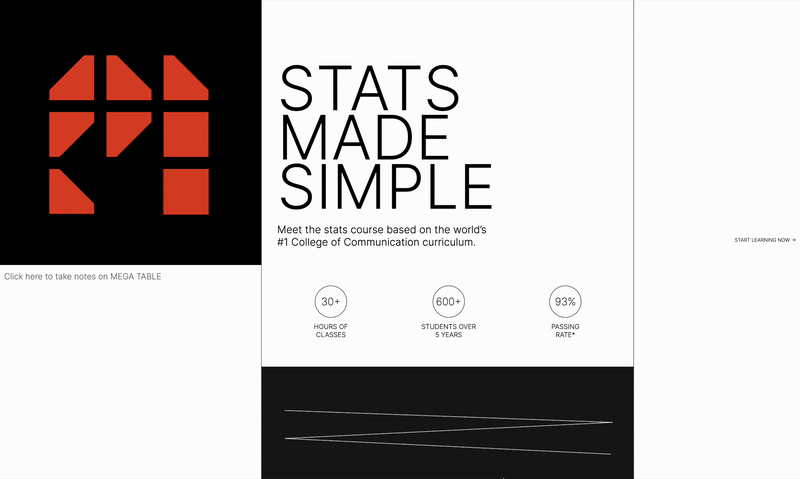 Click here to take notes on MEGA TABLE
STATS
MADE
SIMPLE
Meet the stats course based on the world’s
#1 College of Communication curriculum.
30+
HOURS OF
CLASSES
600+
STUDENTS OVER
5 YEARS
93%
PASSING
RATE*
START LEARNING NOW →